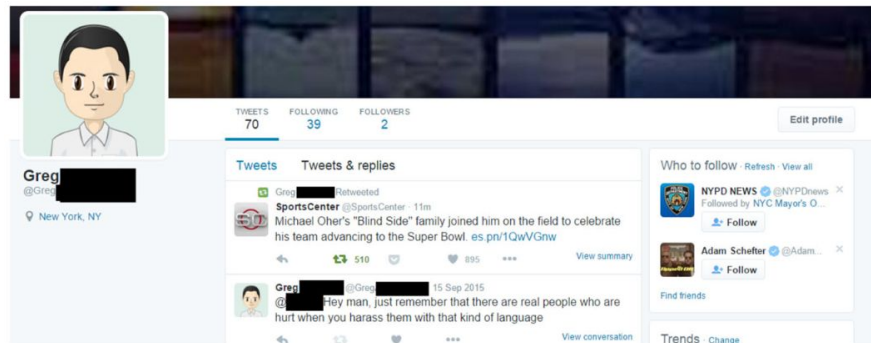 TWEETS FOLLOWING FOLLOWERS
70 39 2
Edit profile
Greg
@Greg
New York, NY
Tweets Tweets & replies
Greg Retweeted
SportsCenter @SportsCenter · 11m
Michael Oher's "Blind Side" family joined him on the field to celebrate
his team advancing to the Super Bowl. es.pn/1QwVGnw
510 895 View summary
Greg @Greg 15 Sep 2015
@ Hey man, just remember that there are real people who are
hurt when you harass them with that kind of language
View conversation
Who to follow · Refresh · View all
NYPD NEWS @NYPDnews
Followed by NYC Mayor's O...
Follow
Adam Schefter @Adam...
Follow
Find friends
Trends · Change